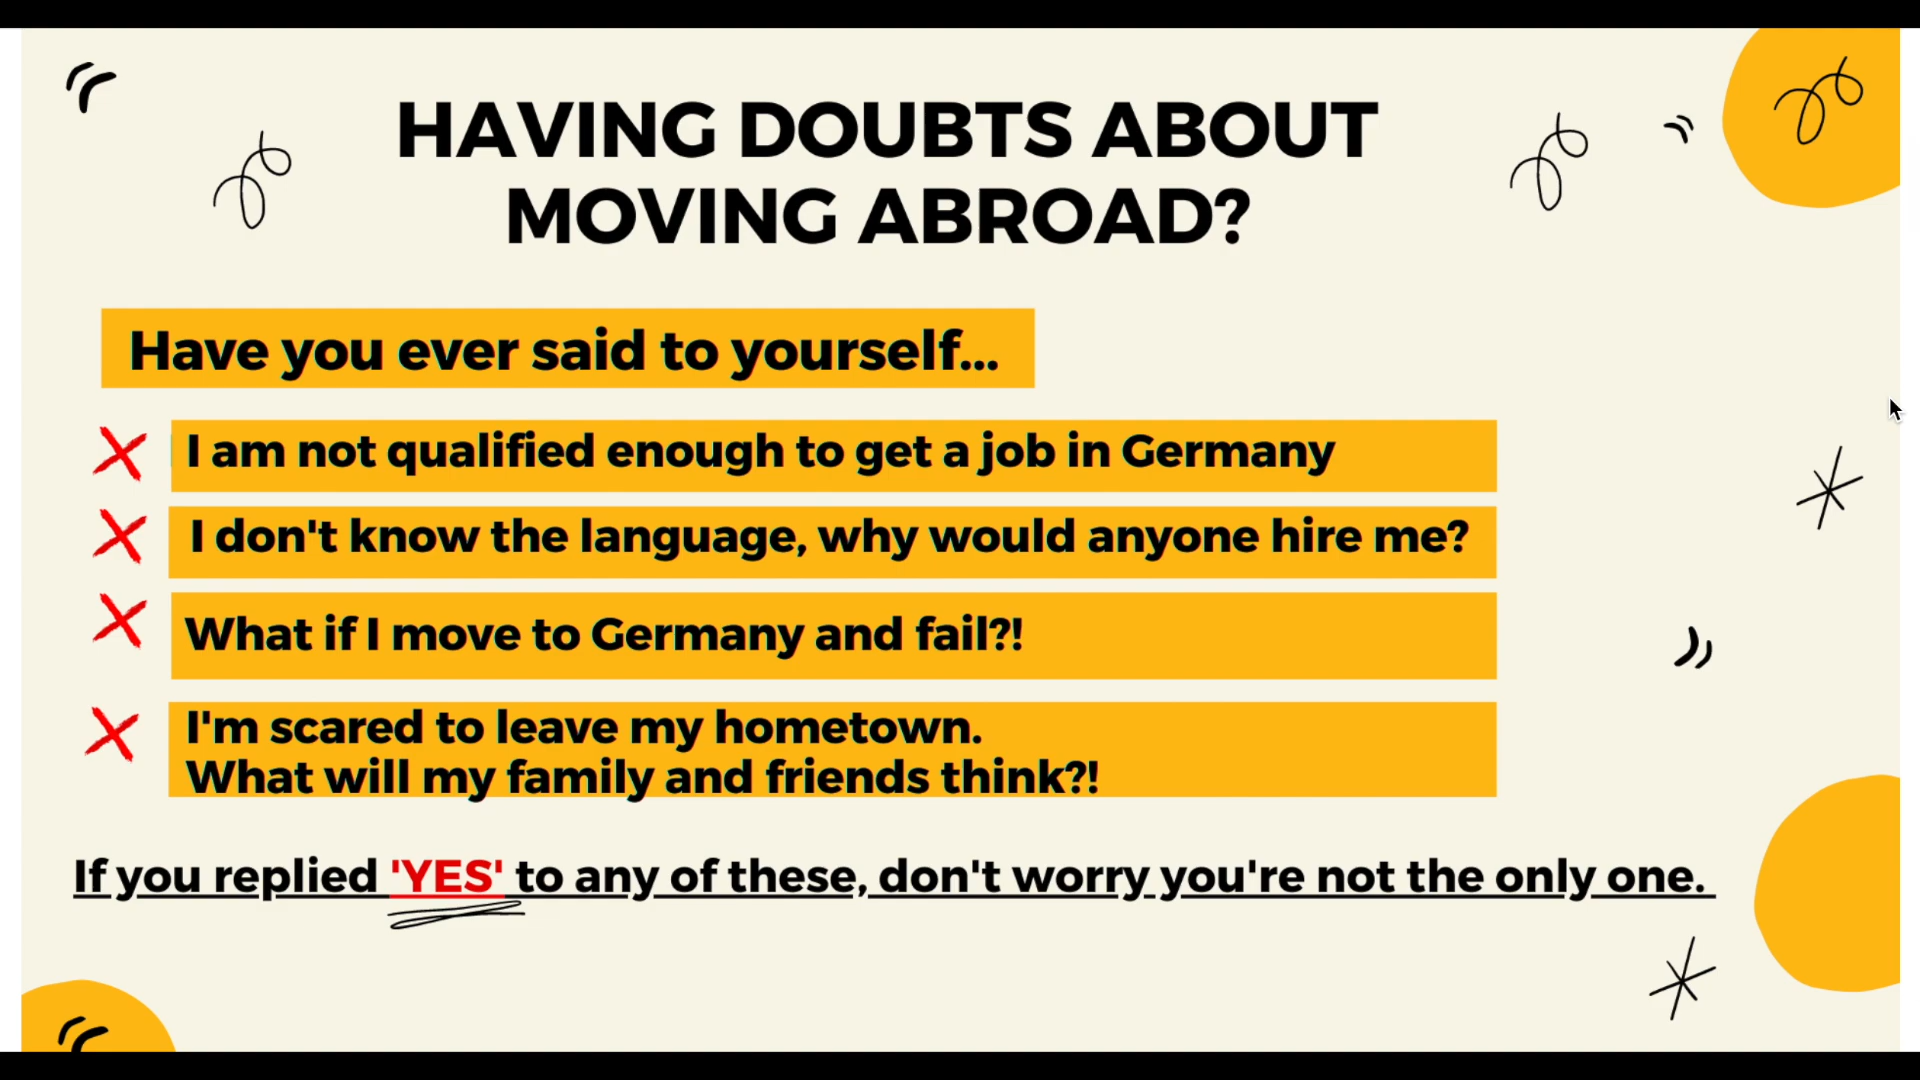 HAVING DOUBTS ABOUT
MOVING ABROAD?
Have you ever said to yourself...
I am not qualified enough to get a job in Germany
I don't know the language, why would anyone hire me?
What if I move to Germany and fail?!
I'm scared to leave my hometown.
What will my family and friends think?!
If you replied 'YES' to any of these, don't worry you're not the only one.